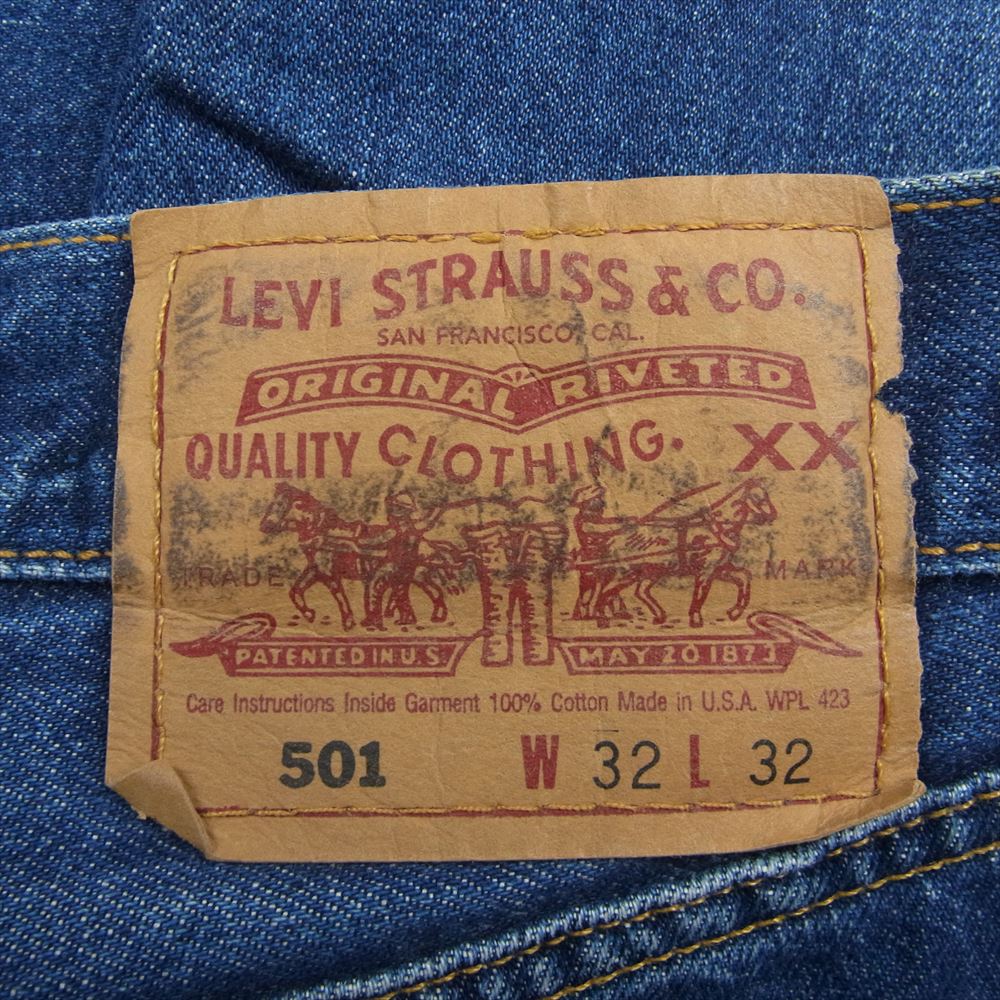 LEVI STRAUSS & CO.
SAN FRANCISCO, CAL.
ORIGINAL RIVETED
QUALITY CLOTHING. XX
TRADE MARK
PATENTED IN U.S. MAY 20 1873
Care Instructions Inside Garment 100% Cotton Made in U.S.A. WPL 423
501 W 32 L 32